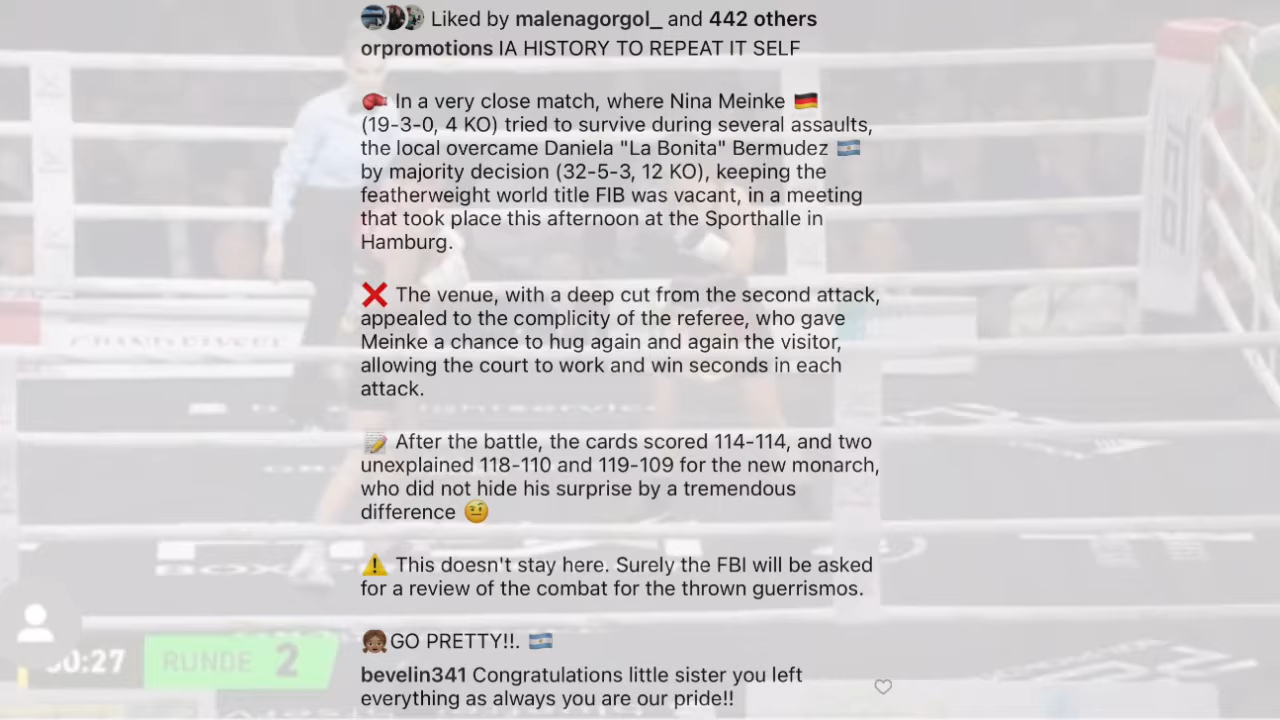 Liked by malenagorgol_ and 442 others
orpromotions IA HISTORY TO REPEAT IT SELF
🥊 In a very close match, where Nina Meinke 🇩🇪
(19-3-0, 4 KO) tried to survive during several assaults,
the local overcame Daniela "La Bonita" Bermudez 🇦🇷
by majority decision (32-5-3, 12 KO), keeping the
featherweight world title FIB was vacant, in a meeting
that took place this afternoon at the Sporthalle in
Hamburg.
❌ The venue, with a deep cut from the second attack,
appealed to the complicity of the referee, who gave
Meinke a chance to hug again and again the visitor,
allowing the court to work and win seconds in each
attack.
📝 After the battle, the cards scored 114-114, and two
unexplained 118-110 and 119-109 for the new monarch,
who did not hide his surprise by a tremendous
difference 🤨
⚠️ This doesn't stay here. Surely the FBI will be asked
for a review of the combat for the thrown guerrismos.
👧🏾GO PRETTY!!. 🇦🇷
bevelin341 Congratulations little sister you left
everything as always you are our pride!!
0:27 RUNDE 2